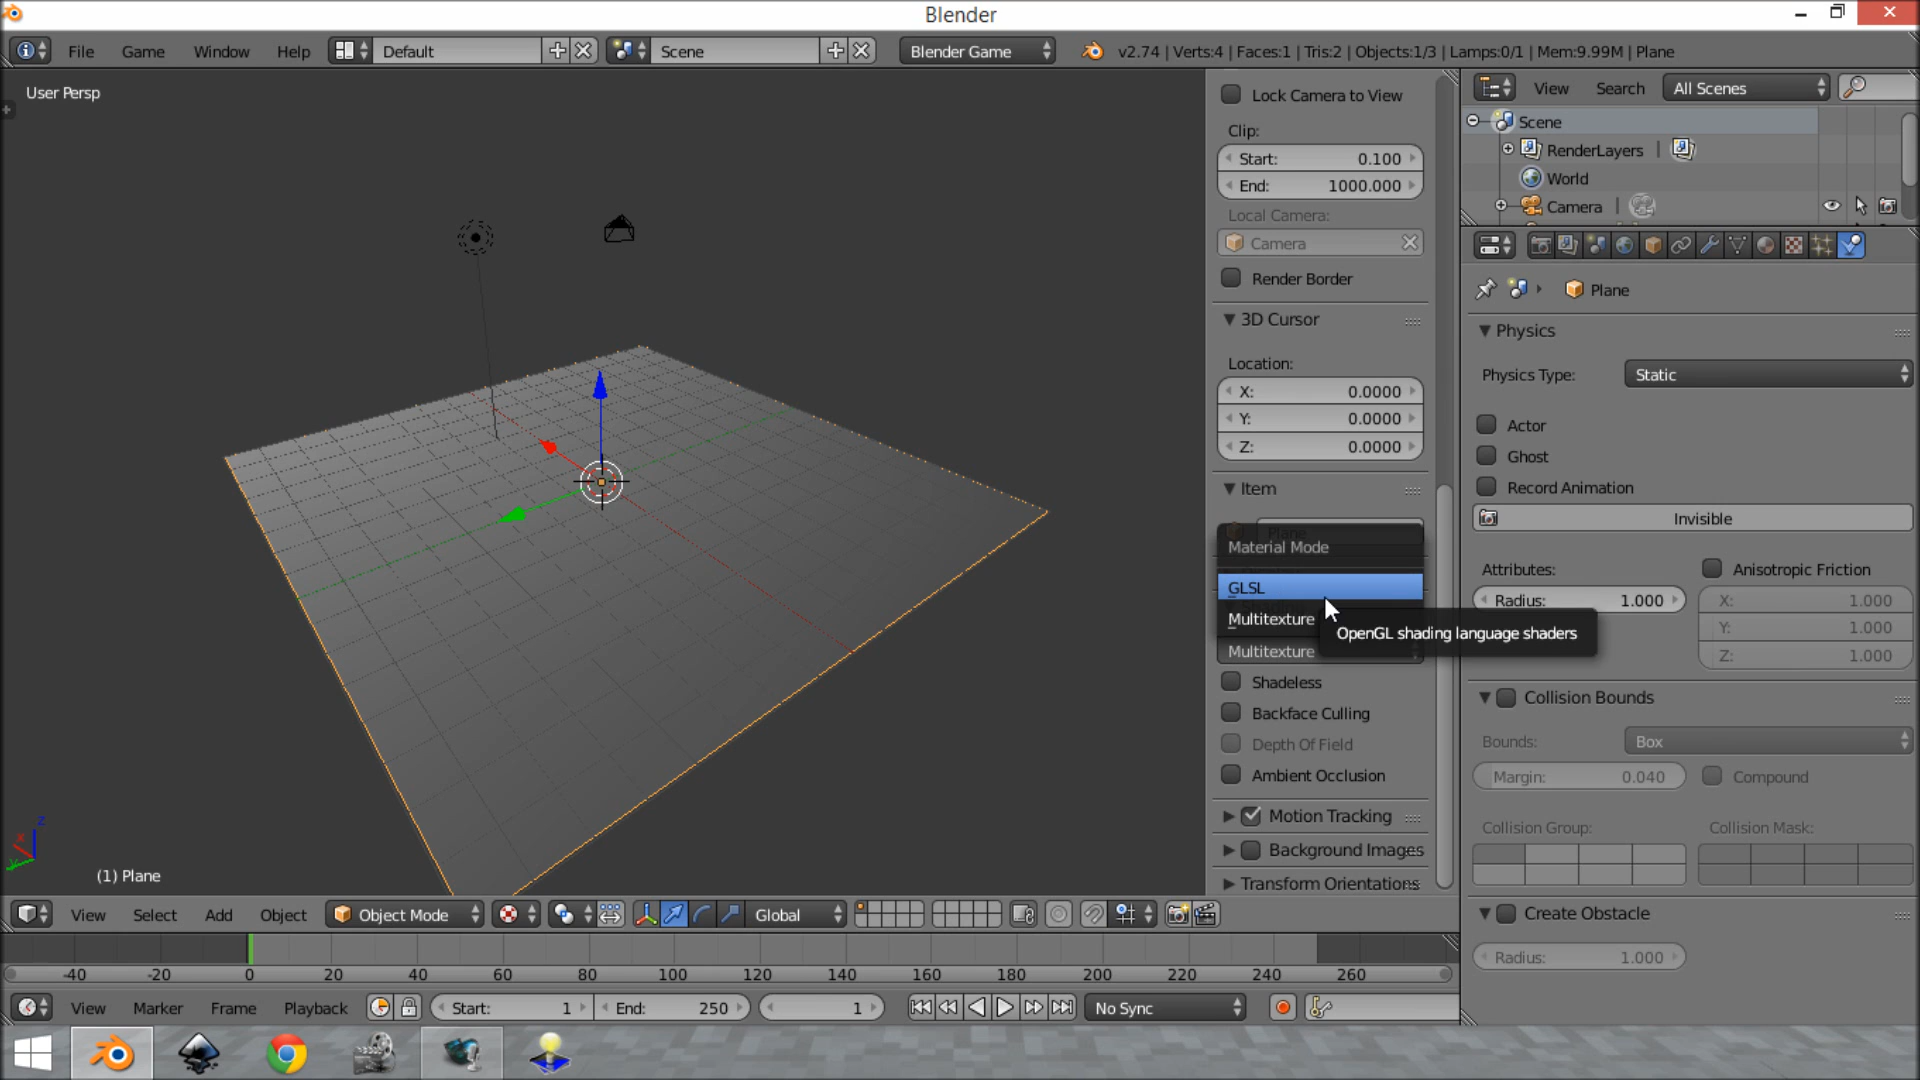 Blender
File Game Window Help Default Scene Blender Game v2.74 | Verts:4 | Faces:1 | Tris:2 | Objects:1/3 | Lamps:0/1 | Mem:9.99M | Plane
User Persp
Lock Camera to View
Clip:
Start: 0.100
End: 1000.000
Local Camera:
Camera
Render Border
3D Cursor
Location:
X: 0.0000
Y: 0.0000
Z: 0.0000
Item
Plane
Material Mode
GLSL
Multitexture
OpenGL shading language shaders
Multitexture
Shadeless
Backface Culling
Depth Of Field
Ambient Occlusion
Motion Tracking
Background Images
Transform Orientations
View Search All Scenes
Scene
RenderLayers |
World
Camera |
Plane
Physics
Physics Type: Static
Actor
Ghost
Record Animation
Invisible
Attributes: Anisotropic Friction
Radius: 1.000 X: 1.000
Y: 1.000
Z: 1.000
Collision Bounds
Bounds: Box
Margin: 0.040 Compound
Collision Group: Collision Mask:
Create Obstacle
Radius: 1.000
z
x
y
(1) Plane
View Select Add Object Object Mode Global
-40 -20 0 20 40 60 80 100 120 140 160 180 200 220 240 260
View Marker Frame Playback Start: 1 End: 250 1 No Sync